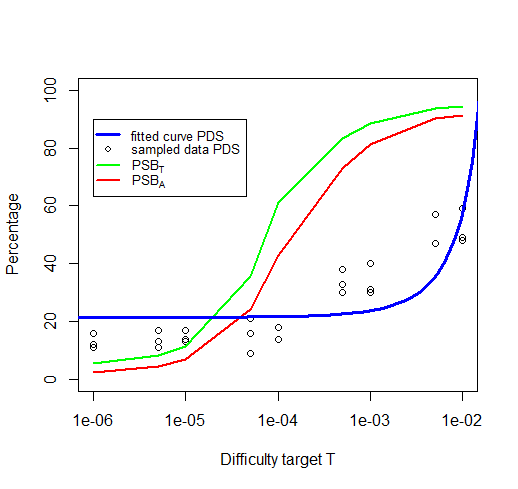 100
80
60
40
20
0
Percentage
fitted curve PDS
sampled data PDS
PSB_T
PSB_A
1e-06 1e-05 1e-04 1e-03 1e-02
Difficulty target T